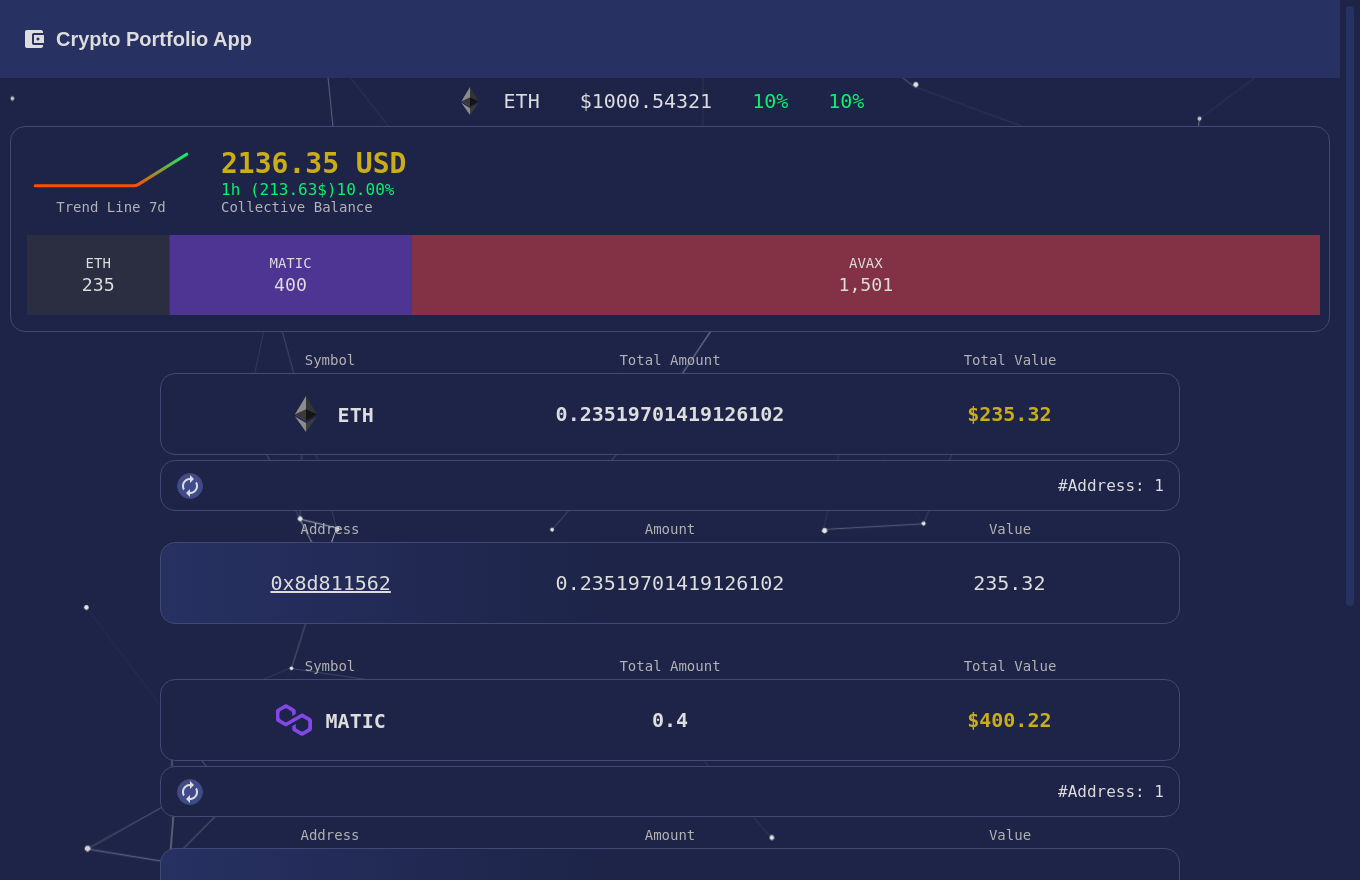 Crypto Portfolio App
ETH $1000.54321 10% 10%
2136.35 USD
1h (213.63$)10.00%
Trend Line 7d Collective Balance
ETH MATIC AVAX
235 400 1,501
Symbol Total Amount Total Value
ETH 0.23519701419126102 $235.32
#Address: 1
Address Amount Value
0x8d811562 0.23519701419126102 235.32
Symbol Total Amount Total Value
MATIC 0.4 $400.22
#Address: 1
Address Amount Value